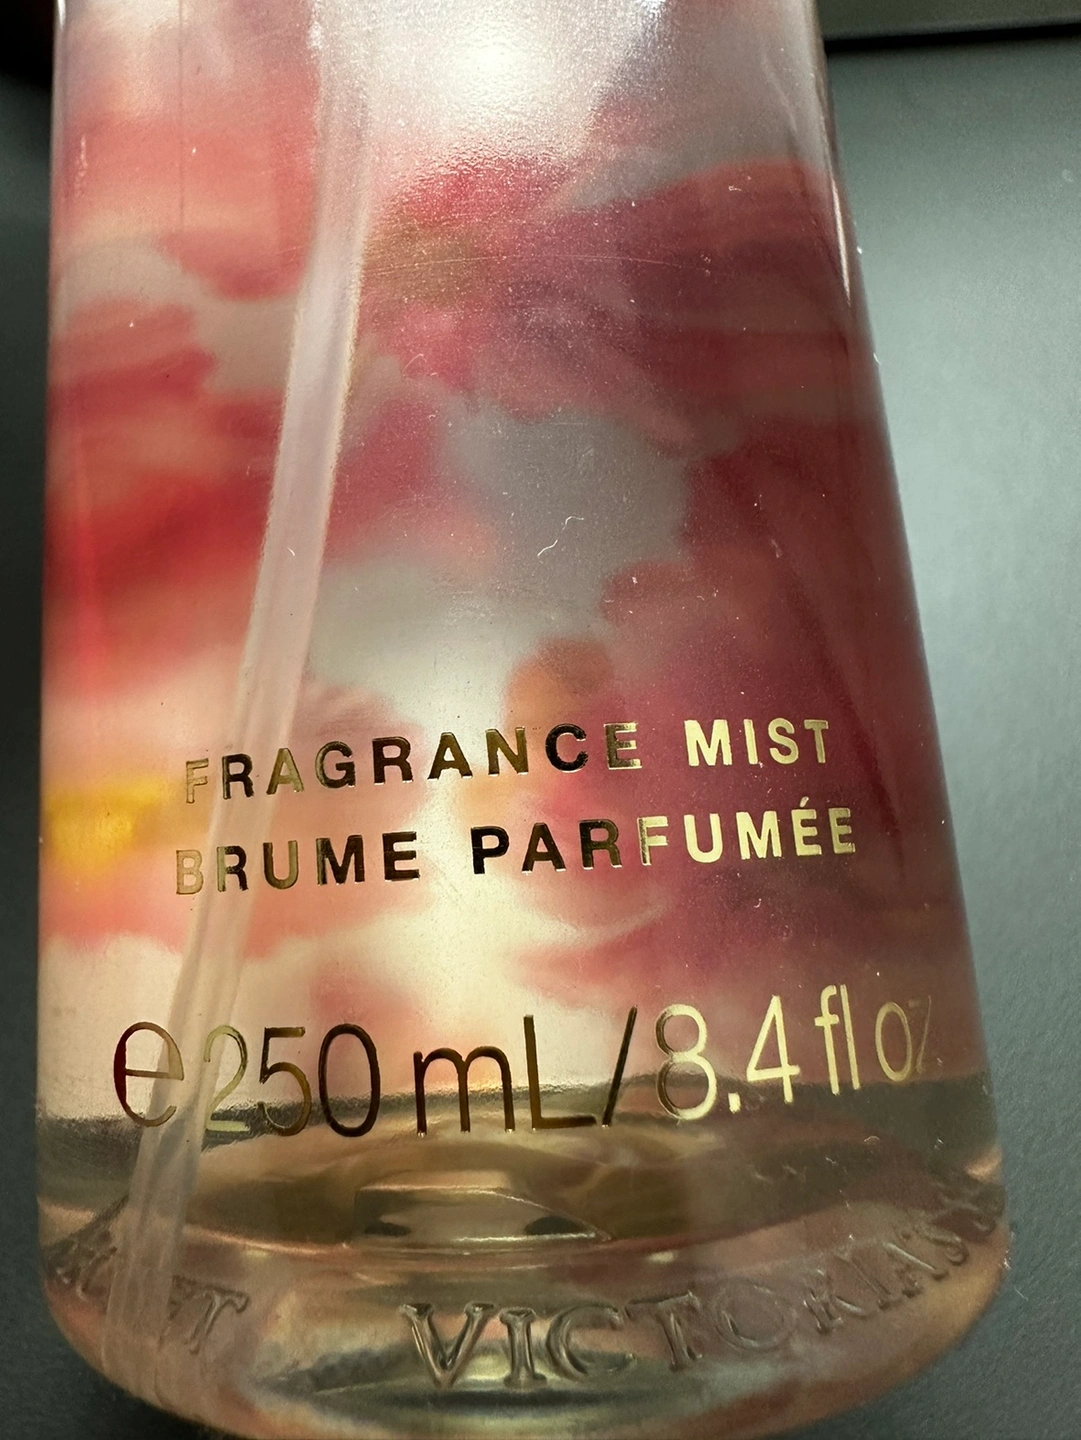 FRAGRANCE MIST
BRUME PARFUMÉE
℮ 250 mL/8.4 fl oz
VICTORIA'S